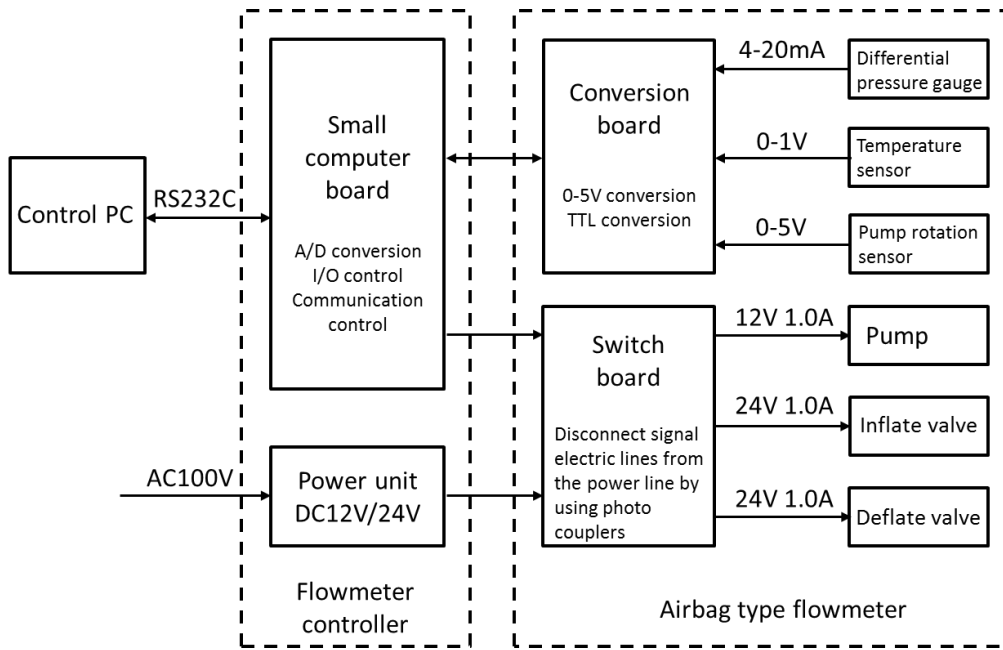 Control PC
RS232C
Small
computer
board
A/D conversion
I/O control
Communication
control
AC100V
Power unit
DC12V/24V
Flowmeter
controller
Conversion
board
0-5V conversion
TTL conversion
4-20mA
Differential
pressure gauge
0-1V
Temperature
sensor
0-5V
Pump rotation
sensor
Switch
board
Disconnect signal
electric lines from
the power line by
using photo
couplers
12V 1.0A
Pump
24V 1.0A
Inflate valve
24V 1.0A
Deflate valve
Airbag type flowmeter